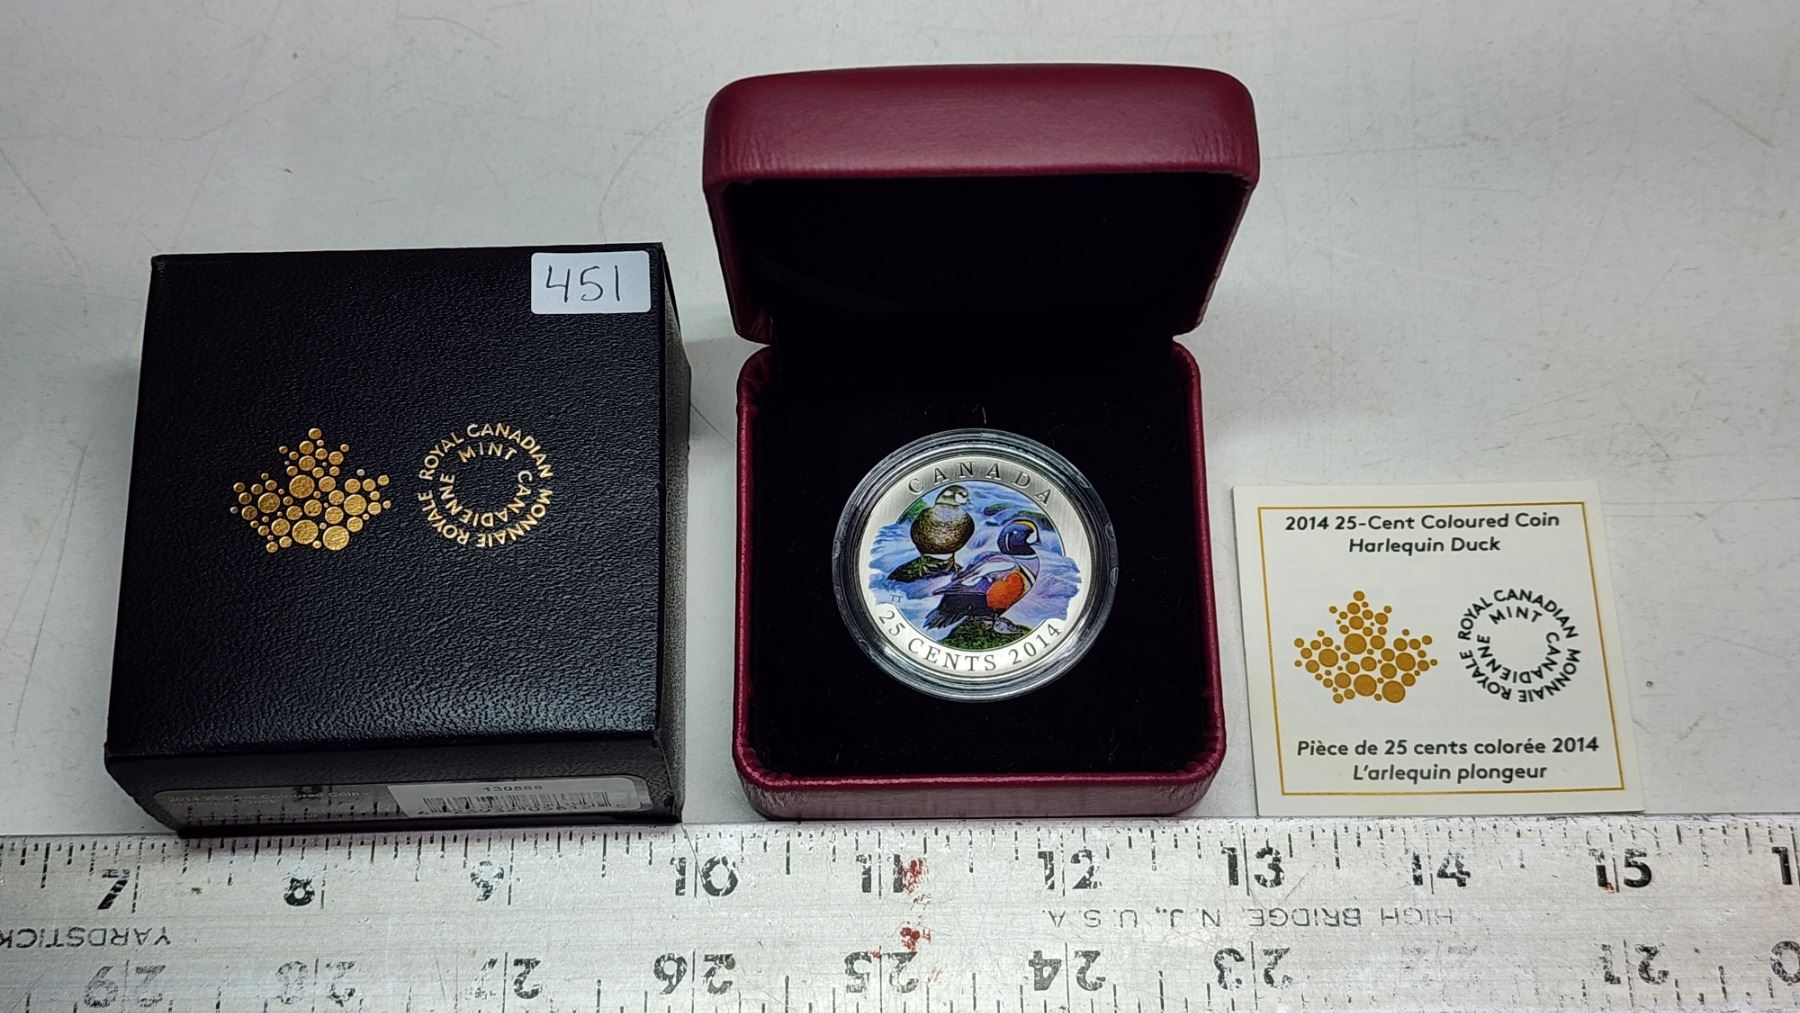 451
ROYAL CANADIAN MINT
MONNAIE ROYALE CANADIENNE
130888
CANADA
TT
25 CENTS 2014
2014 25-Cent Coloured Coin
Harlequin Duck
ROYAL CANADIAN MINT
MONNAIE ROYALE CANADIENNE
Pièce de 25 cents colorée 2014
L'arlequin plongeur
7 8 9 10 11 12 13 14 15
HIGH BRIDGE, N.J., U.S.A.
YARDSTICK
29 28 27 26 25 24 23 22 21